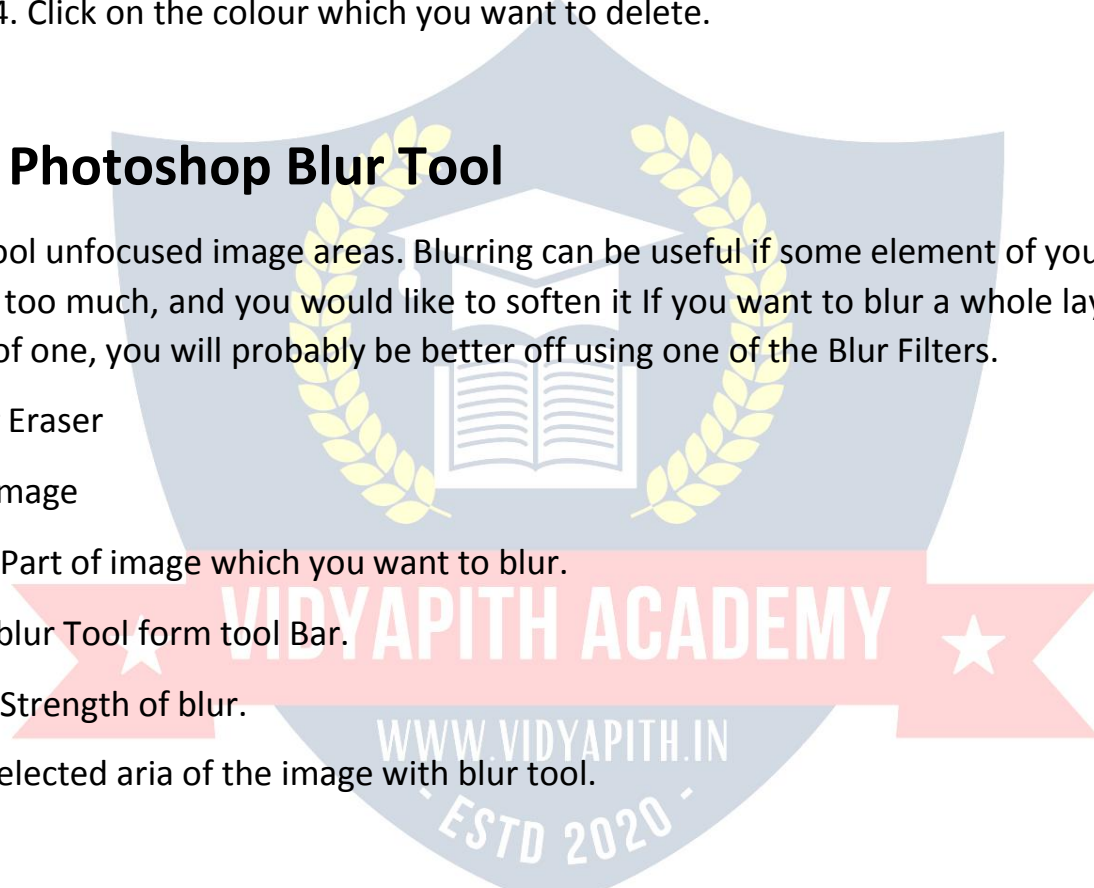 4. Click on the colour which you want to delete.
Photoshop Blur Tool
ool unfocused image areas. Blurring can be useful if some element of you
too much, and you would like to soften it If you want to blur a whole lay
of one, you will probably be better off using one of the Blur Filters.
Eraser
mage
Part of image which you want to blur.
blur Tool form tool Bar.
VIDYAPITH ACADEMY
Strength of blur.
WWW.VIDYAPITH.IN
elected aria of the image with blur tool.
- ESTD 2020 -